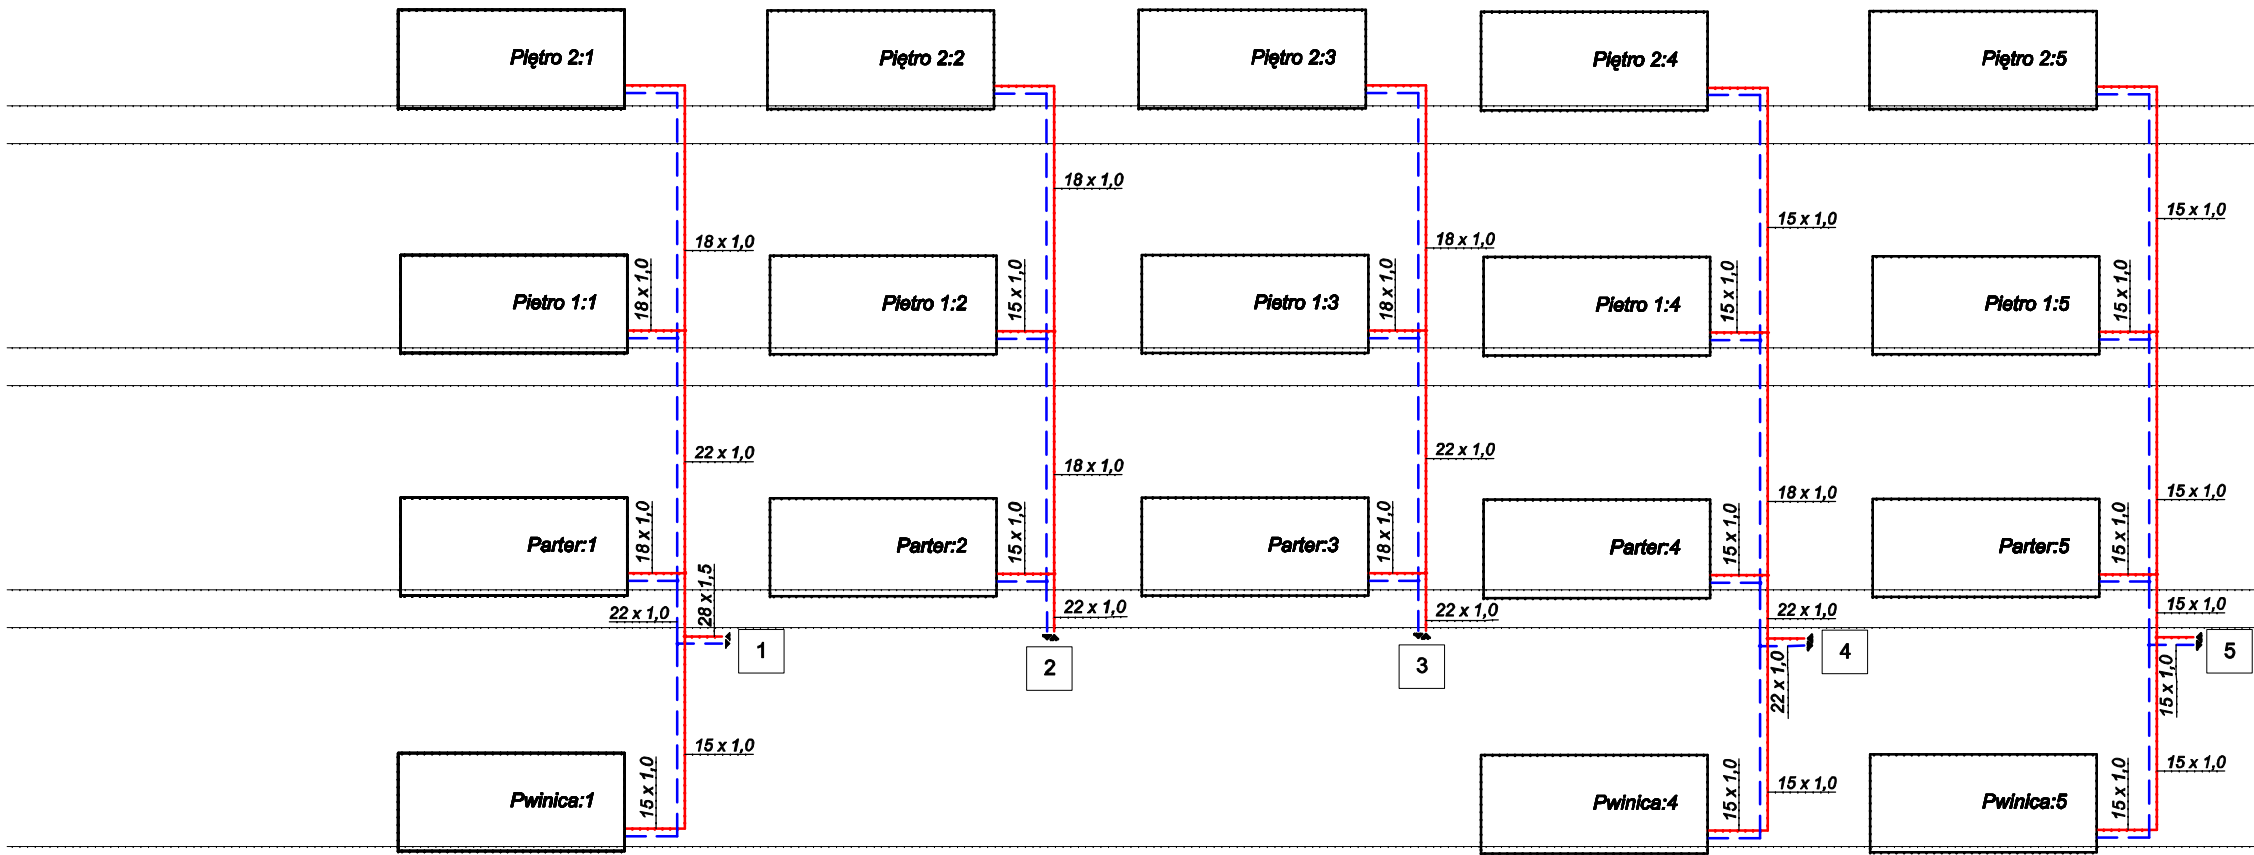 Piętro 2:1
Piętro 2:2
Piętro 2:3
Piętro 2:4
Piętro 2:5
18 x 1,0
18 x 1,0
18 x 1,0
15 x 1,0
15 x 1,0
Pietro 1:1
18 x 1,0
Pietro 1:2
15 x 1,0
Pietro 1:3
18 x 1,0
Pietro 1:4
15 x 1,0
Pietro 1:5
15 x 1,0
22 x 1,0
18 x 1,0
22 x 1,0
18 x 1,0
15 x 1,0
Parter:1
18 x 1,0
Parter:2
15 x 1,0
Parter:3
18 x 1,0
Parter:4
15 x 1,0
Parter:5
15 x 1,0
22 x 1,0
28 x 1,5
22 x 1,0
22 x 1,0
22 x 1,0
15 x 1,0
1
2
3
22 x 1,0
4
15 x 1,0
5
15 x 1,0
15 x 1,0
15 x 1,0
Pwinica:1
15 x 1,0
Pwinica:4
15 x 1,0
Pwinica:5
15 x 1,0